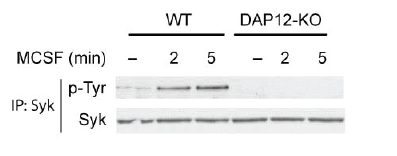 WT DAP12-KO
MCSF (min) – 2 5 – 2 5
p-Tyr
IP: Syk
Syk